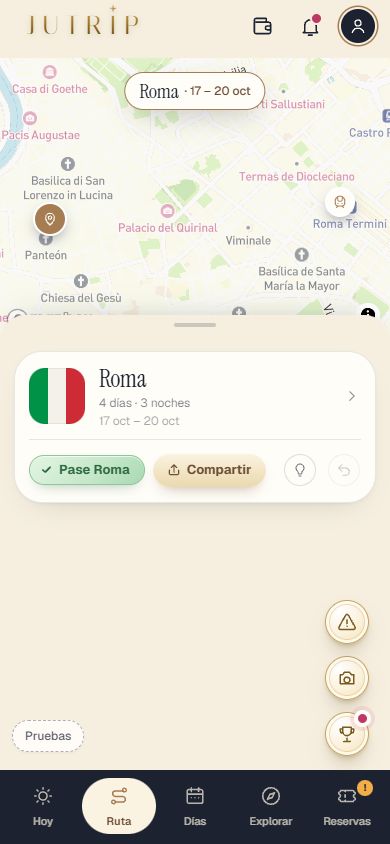 JUTRIP
Roma · 17 – 20 oct
Casa di Goethe
rti Sallustiani
Pacis Augustae
Castro P
Basilica di San
Lorenzo in Lucina
Termas de Diocleciano
Palacio del Quirinal
Roma Termini
Viminale
Panteón
Basílica de Santa
María la Mayor
Chiesa del Gesù
Roma
4 días · 3 noches
17 oct – 20 oct
Pase Roma
Compartir
Pruebas
!
Hoy
Ruta
Días
Explorar
Reservas